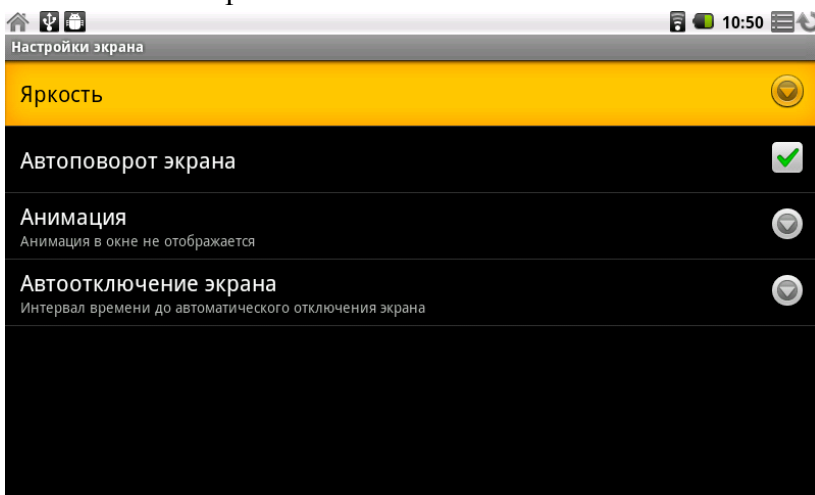 10:50
Настройки экрана
Яркость
Автоповорот экрана
Анимация
Анимация в окне не отображается
Автоотключение экрана
Интервал времени до автоматического отключения экрана